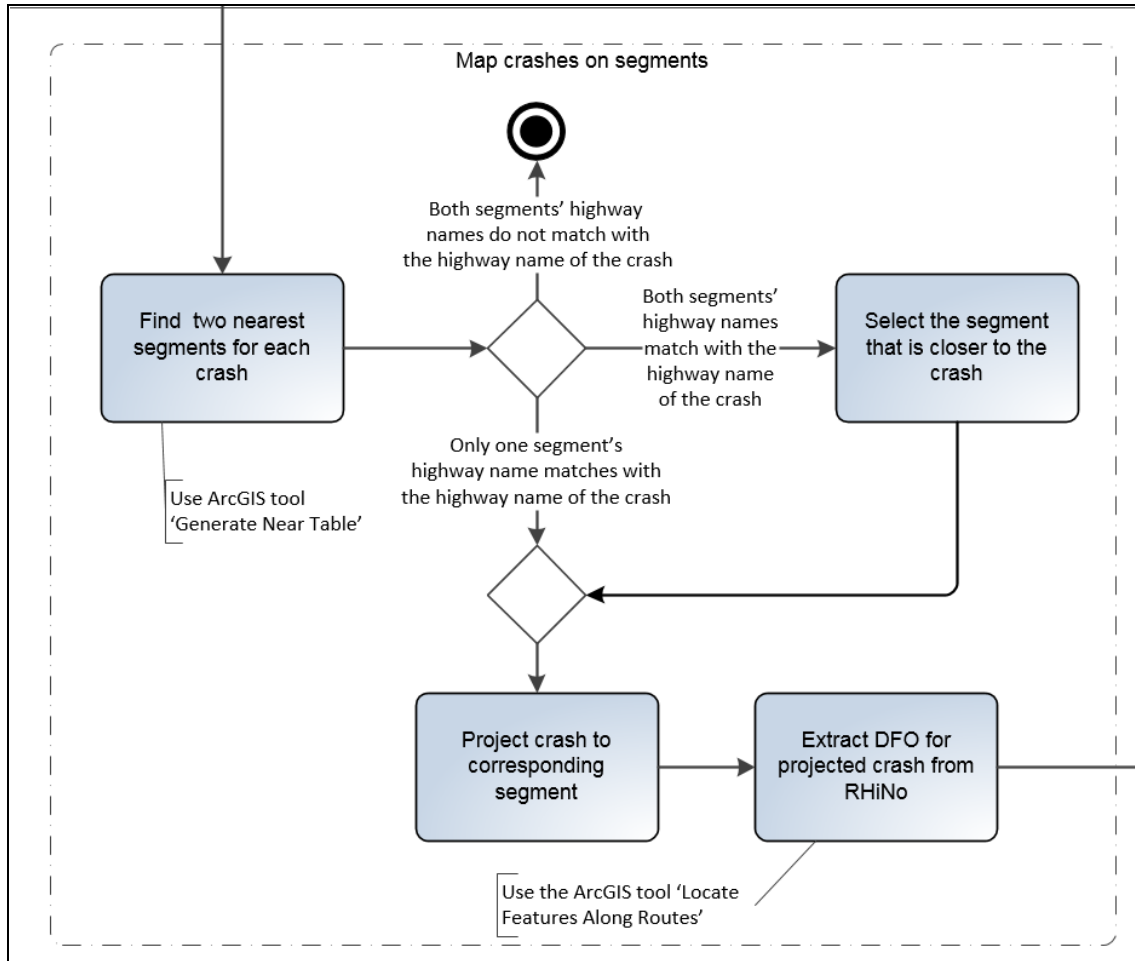 Map crashes on segments
Both segments’ highway
names do not match with
the highway name of the crash
Find two nearest
segments for each
crash
Both segments’
highway names
match with the
highway name
of the crash
Select the segment
that is closer to the
crash
Only one segment’s
highway name matches with
the highway name of the crash
Use ArcGIS tool
‘Generate Near Table’
Project crash to
corresponding
segment
Extract DFO for
projected crash from
RHiNo
Use the ArcGIS tool ‘Locate
Features Along Routes’